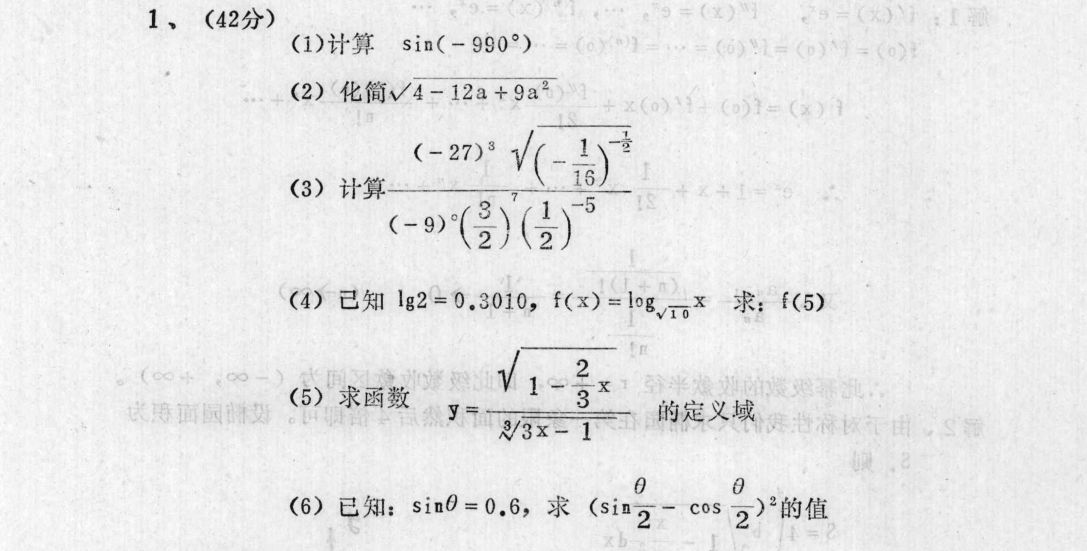 1、(42分)
(1)计算 sin(-990°)
(2) 化简√(4-12a+9a²)
(3) 计算 ((-27)³ √((-1/16)^(-1/2))) / ((-9)°(3/2)^7 (1/2)^(-5))
(4) 已知 lg2=0.3010, f(x)=log_√10 x 求: f(5)
(5) 求函数 y=√(1-2/3x) / ∛(3x-1) 的定义域
(6) 已知: sinθ=0.6, 求 (sin θ/2 - cos θ/2)²的值